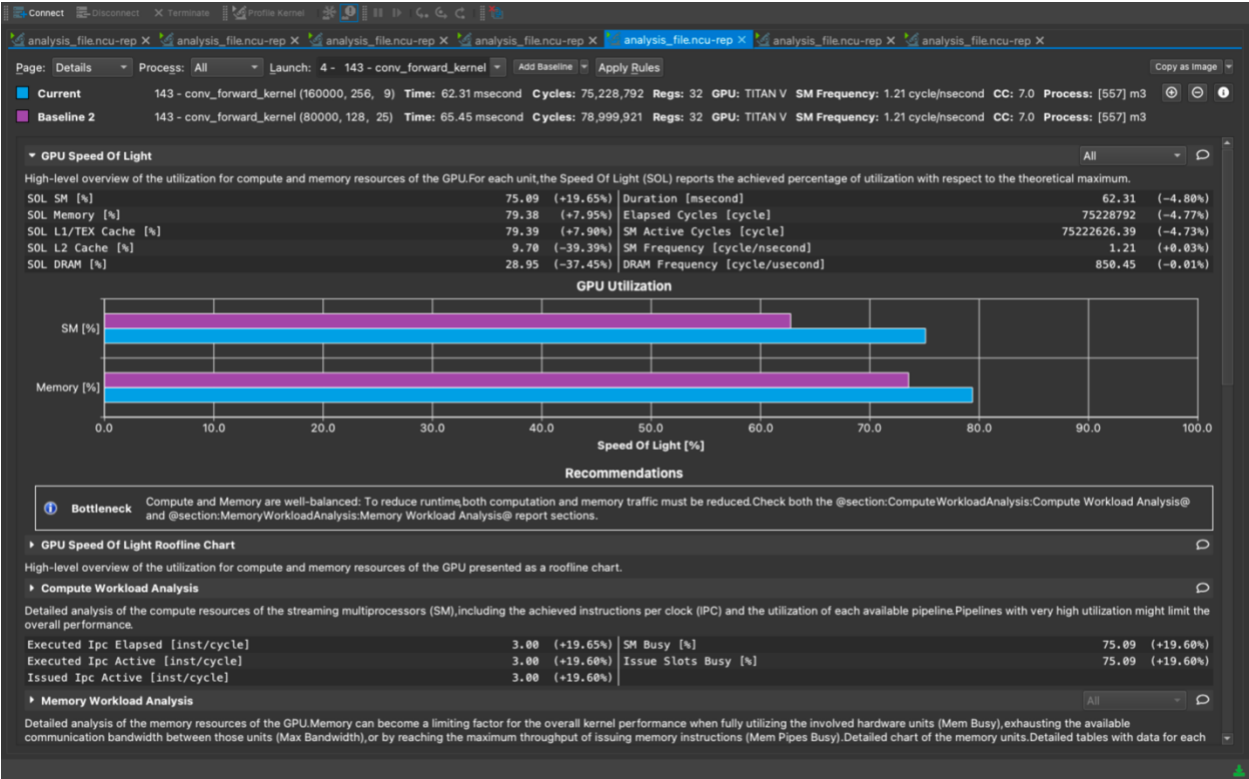 Connect Disconnect Terminate Profile Kernel
analysis_file.ncu-rep analysis_file.ncu-rep analysis_file.ncu-rep analysis_file.ncu-rep analysis_file.ncu-rep analysis_file.ncu-rep analysis_file.ncu-rep
Page: Details Process: All Launch: 4 - 143 - conv_forward_kernel Add Baseline Apply Rules Copy as Image
Current 143 - conv_forward_kernel (160000, 256, 9) Time: 62.31 msecond Cycles: 75,228,792 Regs: 32 GPU: TITAN V SM Frequency: 1.21 cycle/nsecond CC: 7.0 Process: [557] m3
Baseline 2 143 - conv_forward_kernel (80000, 128, 25) Time: 65.45 msecond Cycles: 78,999,921 Regs: 32 GPU: TITAN V SM Frequency: 1.21 cycle/nsecond CC: 7.0 Process: [557] m3
GPU Speed Of Light All
High-level overview of the utilization for compute and memory resources of the GPU.For each unit,the Speed Of Light (SOL) reports the achieved percentage of utilization with respect to the theoretical maximum.
SOL SM [%] 75.09 (+19.65%) Duration [msecond] 62.31 (-4.80%)
SOL Memory [%] 79.38 (+7.95%) Elapsed Cycles [cycle] 75228792 (-4.77%)
SOL L1/TEX Cache [%] 79.39 (+7.90%) SM Active Cycles [cycle] 75222626.39 (-4.73%)
SOL L2 Cache [%] 9.70 (-39.39%) SM Frequency [cycle/nsecond] 1.21 (+0.03%)
SOL DRAM [%] 28.95 (-37.45%) DRAM Frequency [cycle/usecond] 850.45 (-0.01%)
GPU Utilization
SM [%]
Memory [%]
0.0 10.0 20.0 30.0 40.0 50.0 60.0 70.0 80.0 90.0 100.0
Speed Of Light [%]
Recommendations
Bottleneck Compute and Memory are well-balanced: To reduce runtime,both computation and memory traffic must be reduced.Check both the @section:ComputeWorkloadAnalysis:Compute Workload Analysis@
and @section:MemoryWorkloadAnalysis:Memory Workload Analysis@ report sections.
GPU Speed Of Light Roofline Chart
High-level overview of the utilization for compute and memory resources of the GPU presented as a roofline chart.
Compute Workload Analysis
Detailed analysis of the compute resources of the streaming multiprocessors (SM),including the achieved instructions per clock (IPC) and the utilization of each available pipeline.Pipelines with very high utilization might limit the
overall performance.
Executed Ipc Elapsed [inst/cycle] 3.00 (+19.65%) SM Busy [%] 75.09 (+19.60%)
Executed Ipc Active [inst/cycle] 3.00 (+19.60%) Issue Slots Busy [%] 75.09 (+19.60%)
Issued Ipc Active [inst/cycle] 3.00 (+19.60%)
Memory Workload Analysis All
Detailed analysis of the memory resources of the GPU.Memory can become a limiting factor for the overall kernel performance when fully utilizing the involved hardware units (Mem Busy),exhausting the available
communication bandwidth between those units (Max Bandwidth),or by reaching the maximum throughput of issuing memory instructions (Mem Pipes Busy).Detailed chart of the memory units.Detailed tables with data for each